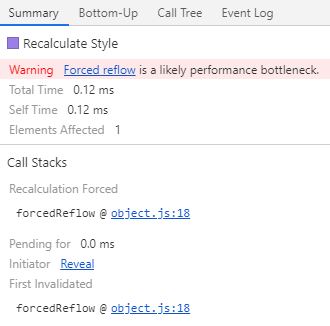 Summary Bottom-Up Call Tree Event Log
Recalculate Style
Warning Forced reflow is a likely performance bottleneck.
Total Time 0.12 ms
Self Time 0.12 ms
Elements Affected 1
Call Stacks
Recalculation Forced
forcedReflow @ object.js:18
Pending for 0.0 ms
Initiator Reveal
First Invalidated
forcedReflow @ object.js:18